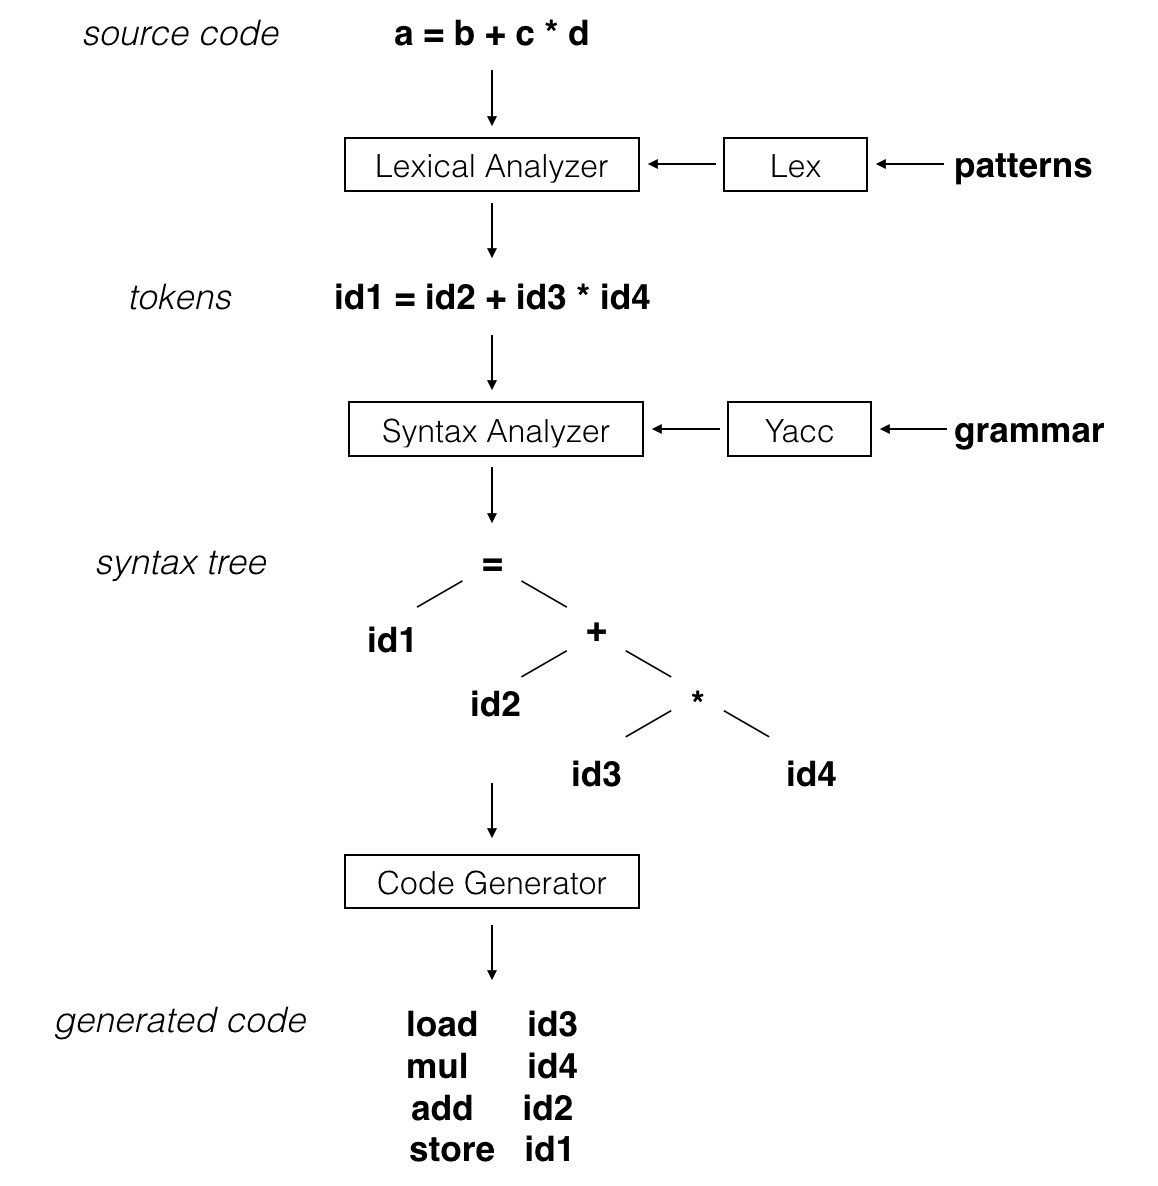 source code a = b + c * d
Lexical Analyzer Lex patterns
tokens id1 = id2 + id3 * id4
Syntax Analyzer Yacc grammar
syntax tree =
id1 +
id2 *
id3 id4
Code Generator
generated code load id3
mul id4
add id2
store id1